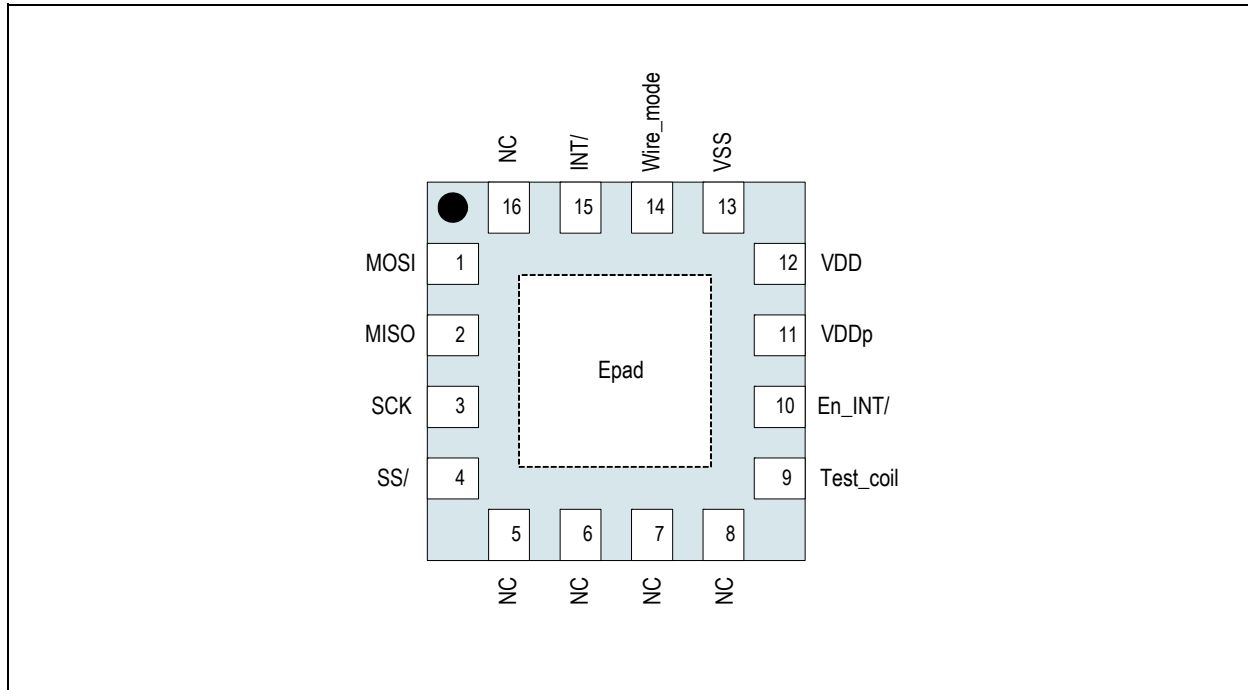 NC INT/ Wire_mode VSS
16 15 14 13
MOSI 1 12 VDD
MISO 2 11 VDDp
Epad
SCK 3 10 En_INT/
SS/ 4 9 Test_coil
5 6 7 8
NC NC NC NC